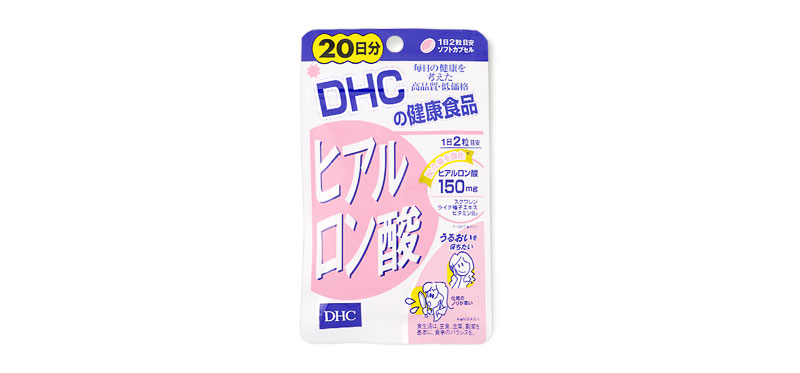 20日分
1日2粒目安
ソフトカプセル
毎日の健康を
考えた
高品質・低価格
DHC
の健康食品
1日2粒目安
ヒアルロン酸
150mg
スクワレン
ライチ種子エキス
ビタミンB₂
ヒアル
ロン酸
うるおいを
保ちたい
化粧の
ノリが悪い
DHC
食生活は、主食、主菜、副菜を
基本に、食事のバランスを。